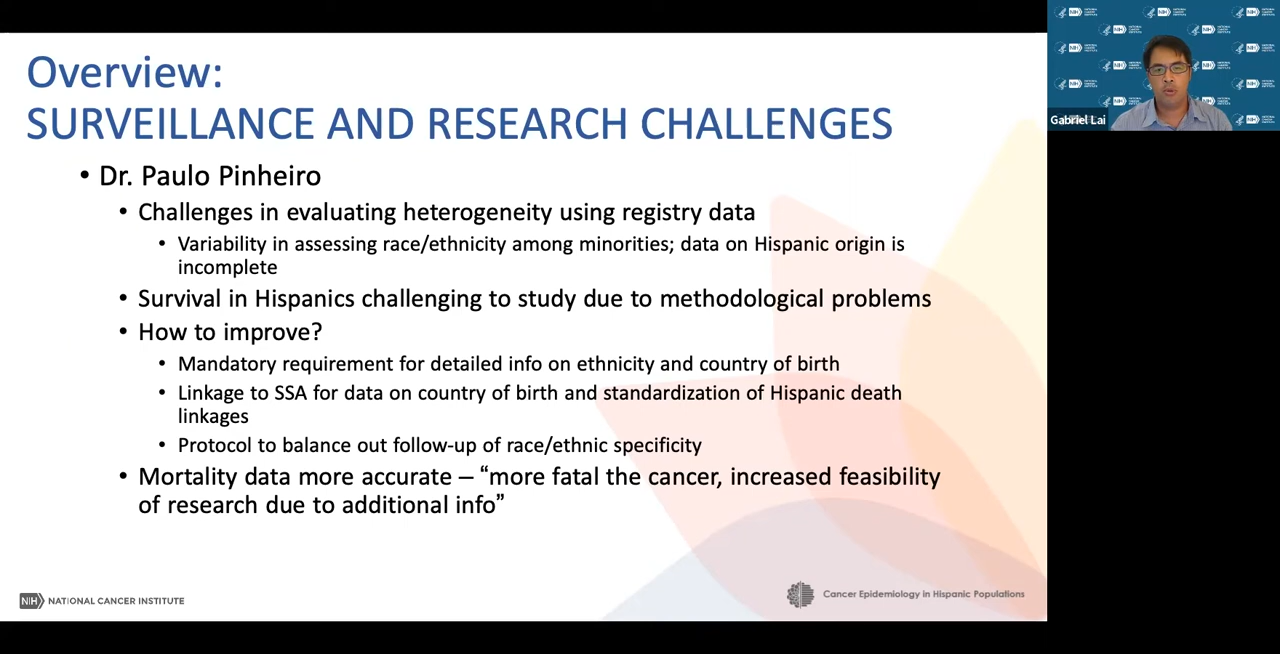 Overview:
SURVEILLANCE AND RESEARCH CHALLENGES
• Dr. Paulo Pinheiro
• Challenges in evaluating heterogeneity using registry data
• Variability in assessing race/ethnicity among minorities; data on Hispanic origin is
incomplete
• Survival in Hispanics challenging to study due to methodological problems
• How to improve?
• Mandatory requirement for detailed info on ethnicity and country of birth
• Linkage to SSA for data on country of birth and standardization of Hispanic death
linkages
• Protocol to balance out follow-up of race/ethnic specificity
• Mortality data more accurate – “more fatal the cancer, increased feasibility
of research due to additional info”
NIH NATIONAL CANCER INSTITUTE
Cancer Epidemiology in Hispanic Populations
Gabriel Lai